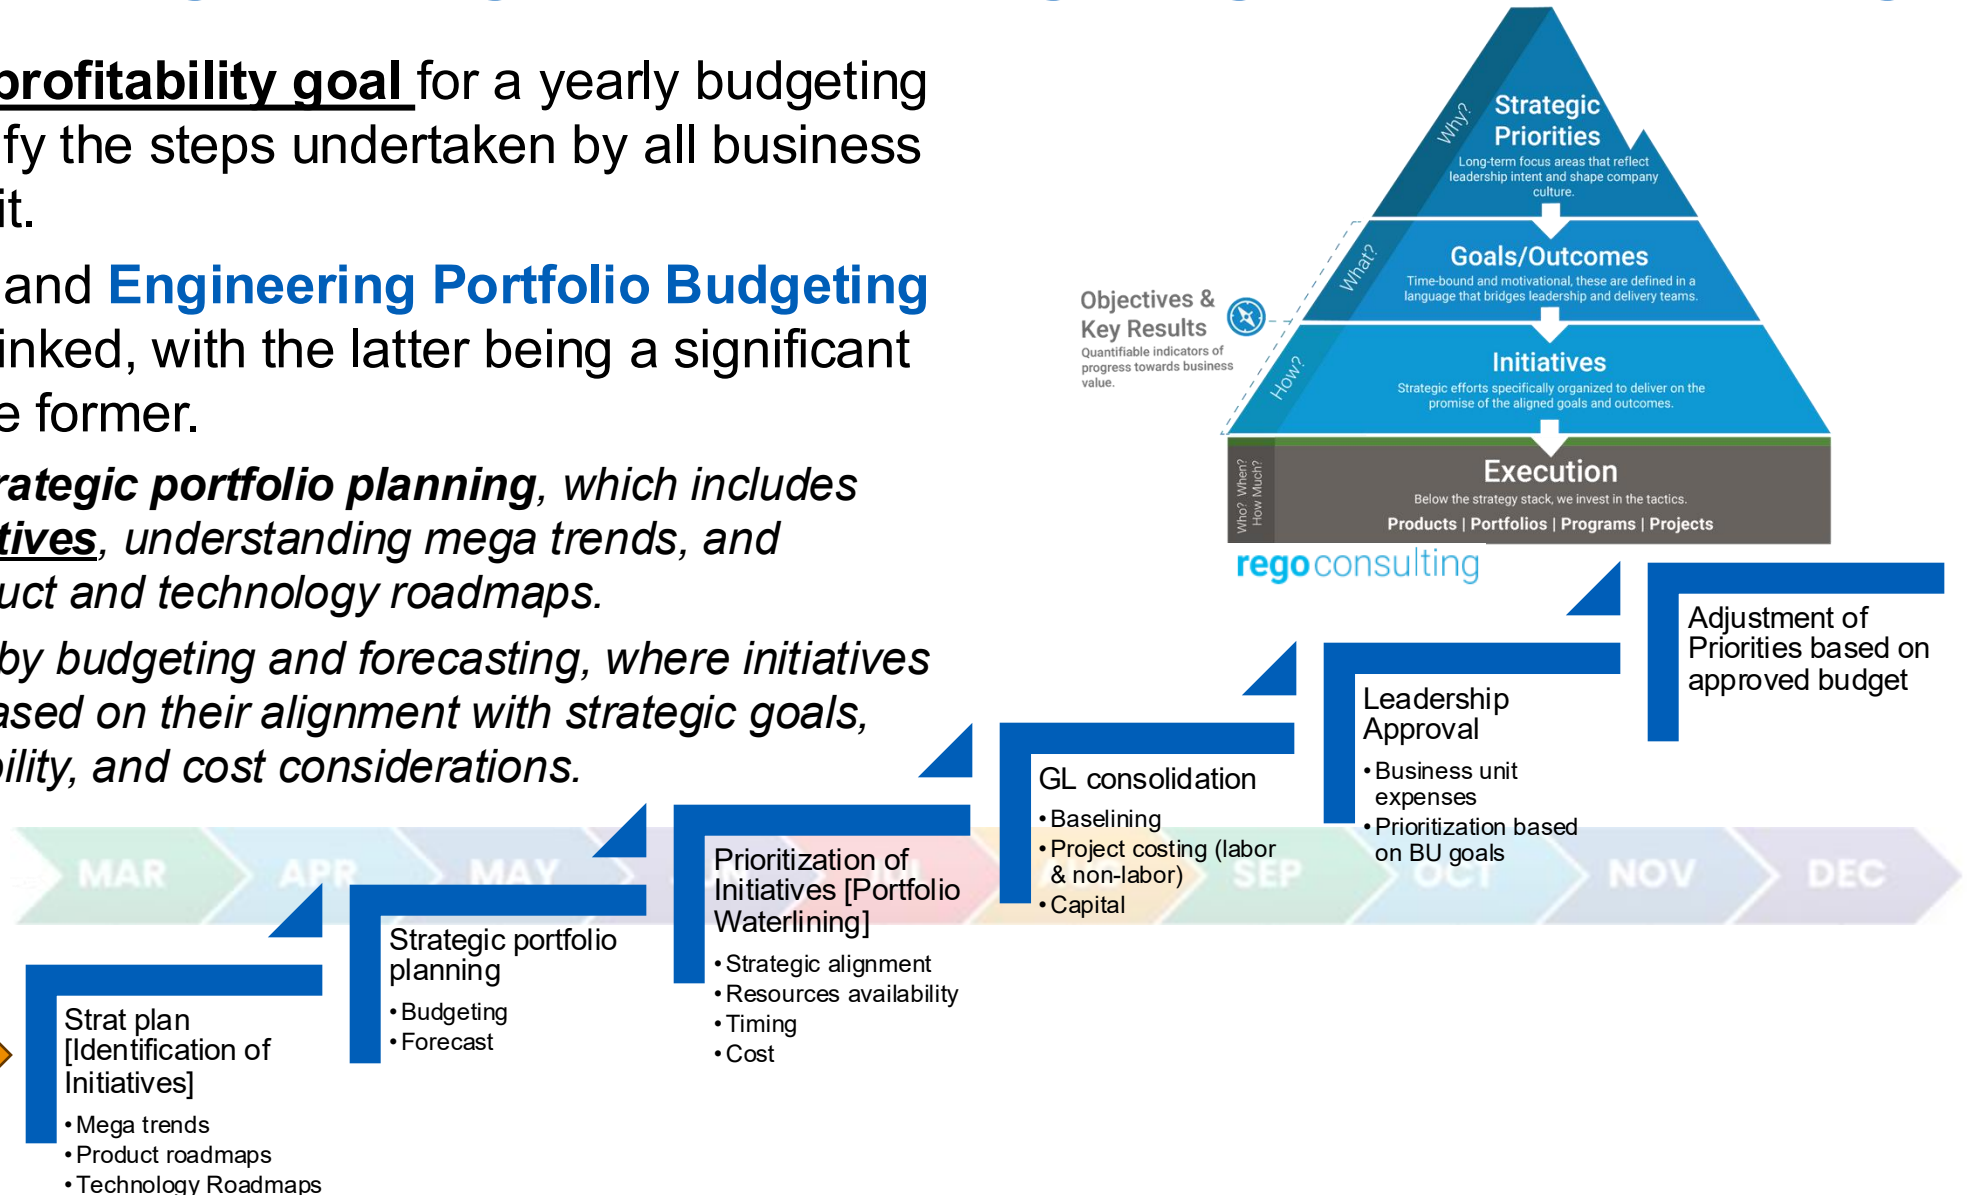 profitability goal for a yearly budgeting
fy the steps undertaken by all business
it.
and Engineering Portfolio Budgeting
inked, with the latter being a significant
e former.
rategic portfolio planning, which includes
tives, understanding mega trends, and
uct and technology roadmaps.
by budgeting and forecasting, where initiatives
ased on their alignment with strategic goals,
bility, and cost considerations.
Why?
Strategic
Priorities
Long-term focus areas that reflect
leadership intent and shape company
culture.
What?
Goals/Outcomes
Time-bound and motivational, these are defined in a
language that bridges leadership and delivery teams.
Objectives &
Key Results
Quantifiable indicators of
progress towards business
value.
How?
Initiatives
Strategic efforts specifically organized to deliver on the
promise of the aligned goals and outcomes.
Who? When?
How Much?
Execution
Below the strategy stack, we invest in the tactics.
Products | Portfolios | Programs | Projects
rego consulting
MAR
APR
MAY
JUN
JUL
AUG
SEP
OCT
NOV
DEC
Strat plan
[Identification of
Initiatives]
• Mega trends
• Product roadmaps
• Technology Roadmaps
Strategic portfolio
planning
• Budgeting
• Forecast
Prioritization of
Initiatives [Portfolio
Waterlining]
• Strategic alignment
• Resources availability
• Timing
• Cost
GL consolidation
• Baselining
• Project costing (labor
& non-labor)
• Capital
Leadership
Approval
• Business unit
expenses
• Prioritization based
on BU goals
Adjustment of
Priorities based on
approved budget